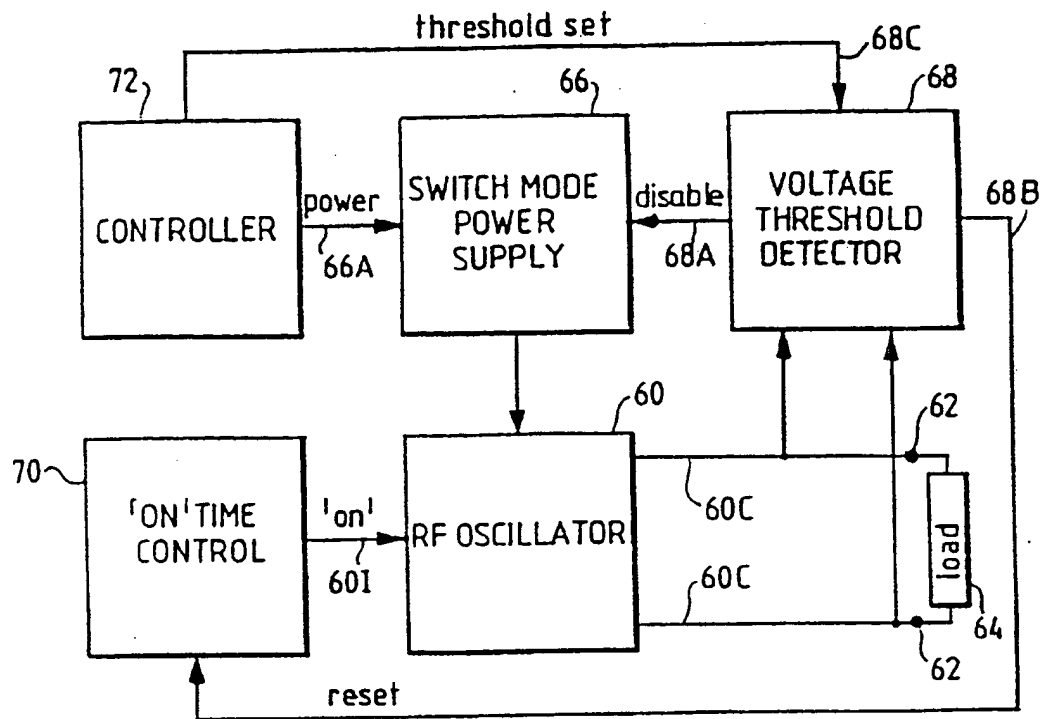 threshold set
68C
72
66
68
CONTROLLER
power
66A
SWITCH MODE
POWER
SUPPLY
disable
68A
VOLTAGE
THRESHOLD
DETECTOR
68B
60
62
70
'ON' TIME
CONTROL
'on'
60I
RF OSCILLATOR
60C
60C
load
64
62
reset